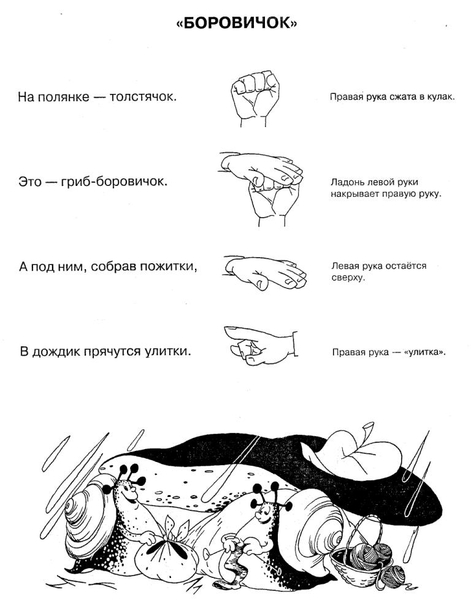 «БОРОВИЧОК»
На полянке — толстячок.
Правая рука сжата в кулак.
Это — гриб-боровичок.
Ладонь левой руки
накрывает правую руку.
А под ним, собрав пожитки,
Левая рука остаётся
сверху.
В дождик прячутся улитки.
Правая рука — «улитка».